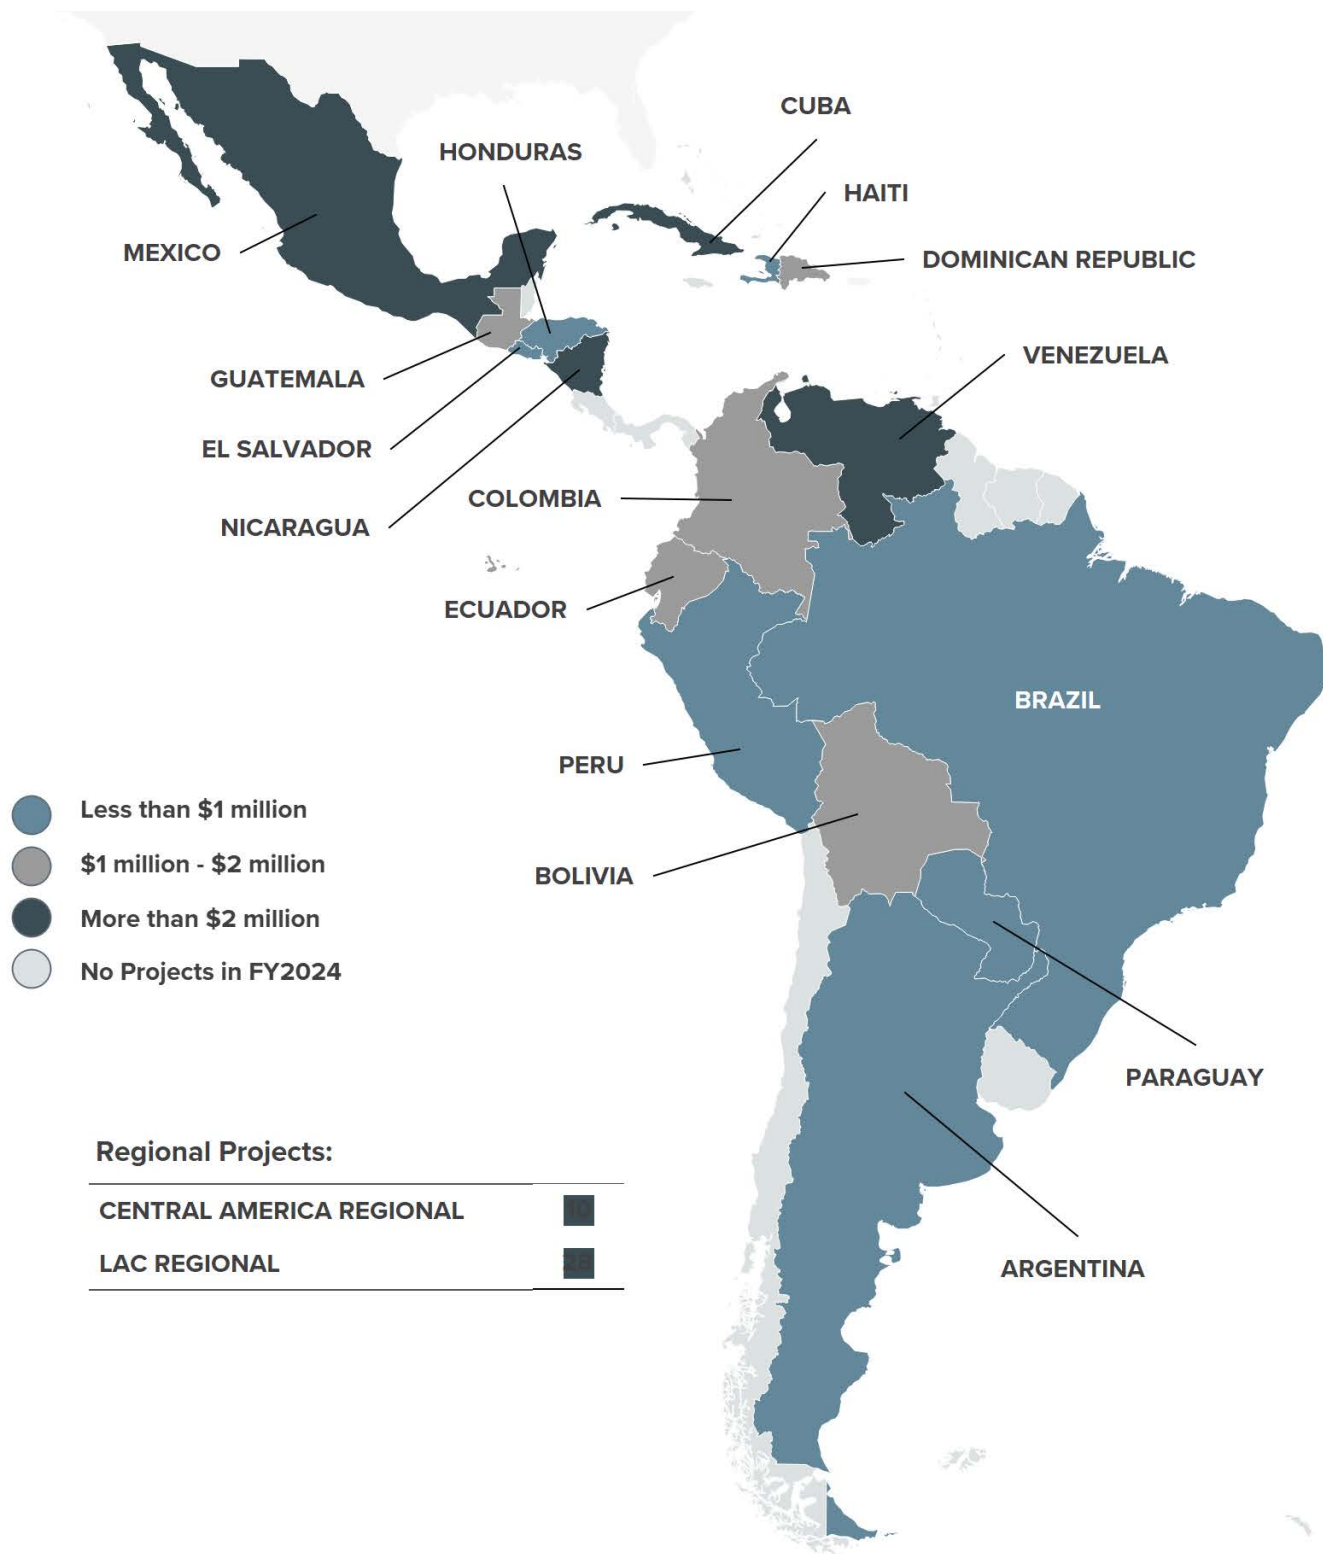 CUBA
HONDURAS
HAITI
MEXICO
DOMINICAN REPUBLIC
VENEZUELA
GUATEMALA
EL SALVADOR
COLOMBIA
NICARAGUA
ECUADOR
BRAZIL
PERU
Less than $1 million
$1 million - $2 million
BOLIVIA
More than $2 million
No Projects in FY2024
PARAGUAY
Regional Projects:
CENTRAL AMERICA REGIONAL 10
LAC REGIONAL
ARGENTINA